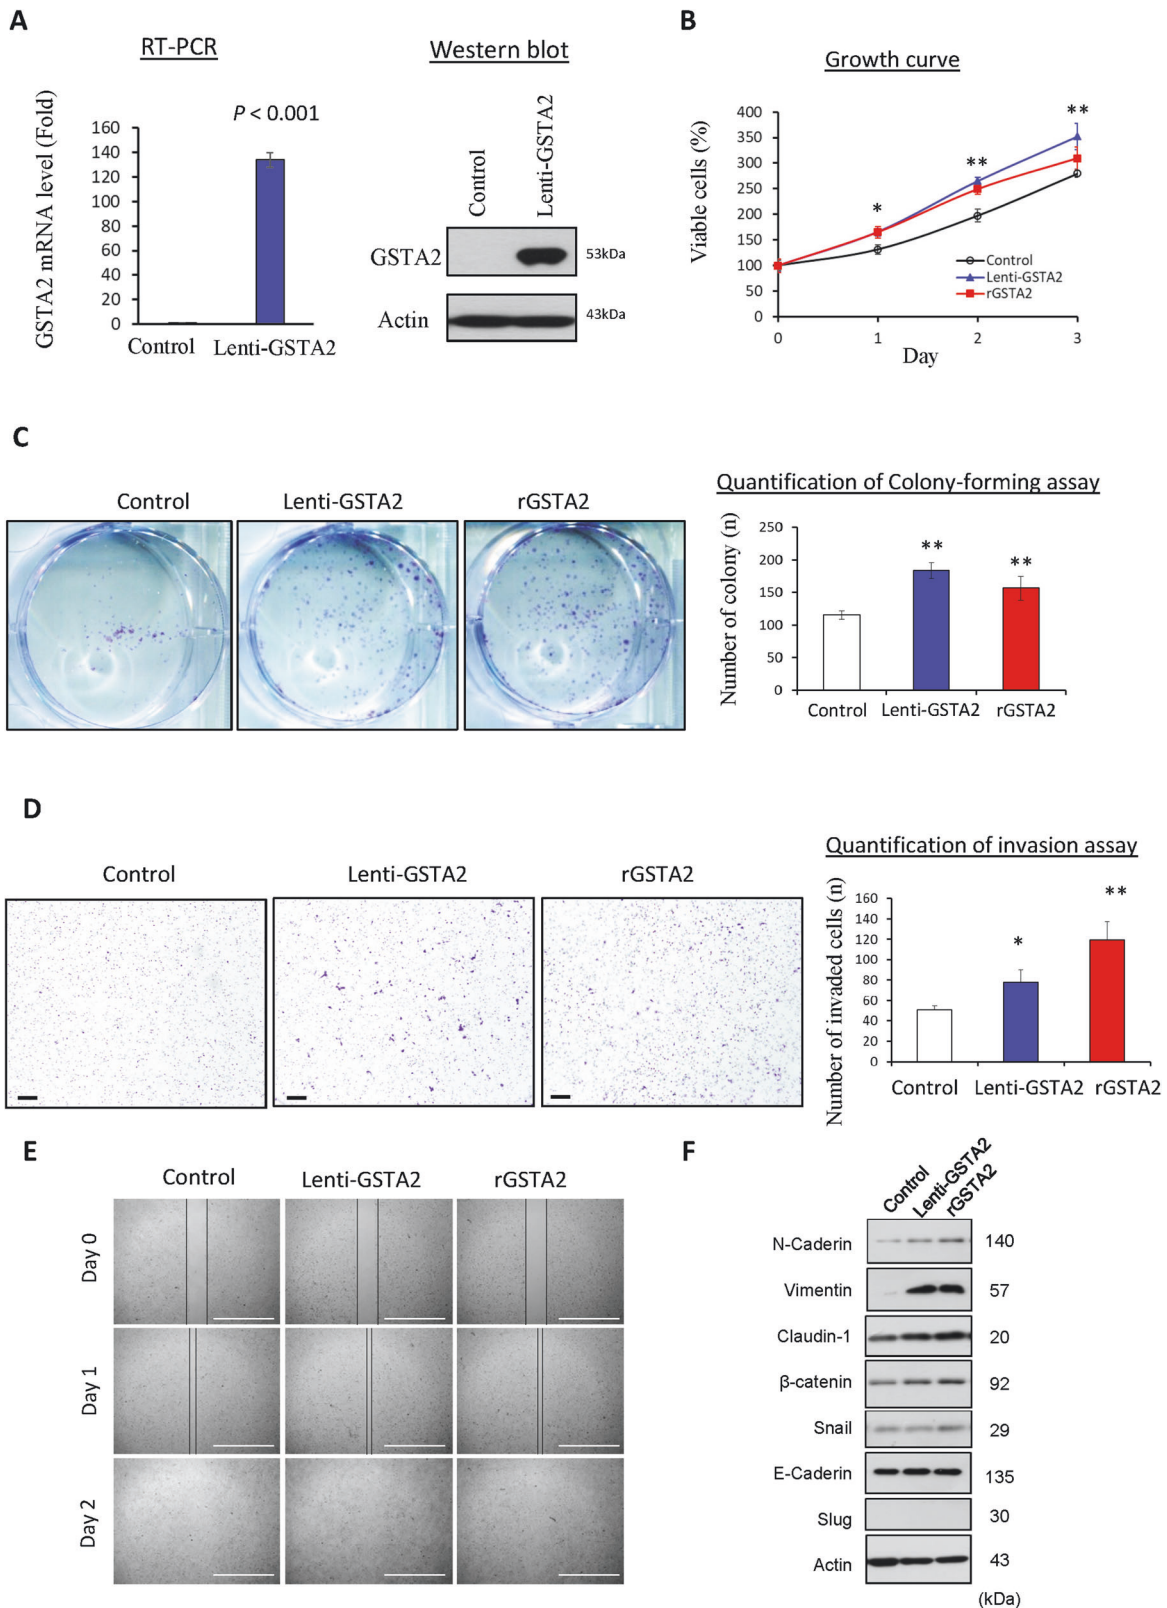 A
RT-PCR
P < 0.001
GSTA2 mRNA level (Fold)
160
140
120
100
80
60
40
20
0
Control Lenti-GSTA2
Western blot
Control
Lenti-GSTA2
GSTA2 53kDa
Actin 43kDa
B
Growth curve
Viable cells (%)
400
350
300
250
200
150
100
50
0
*
**
**
Control
Lenti-GSTA2
rGSTA2
0 1 2 3
Day
C
Control Lenti-GSTA2 rGSTA2
Quantification of Colony-forming assay
Number of colony (n)
250
200
150
100
50
0
** **
Control Lenti-GSTA2 rGSTA2
D
Control Lenti-GSTA2 rGSTA2
Quantification of invasion assay
Number of invaded cells (n)
160
140
120
100
80
60
40
20
0
* **
Control Lenti-GSTA2 rGSTA2
E
Control Lenti-GSTA2 rGSTA2
Day 0
Day 1
Day 2
F
Control
Lenti-GSTA2
rGSTA2
N-Caderin 140
Vimentin 57
Claudin-1 20
β-catenin 92
Snail 29
E-Caderin 135
Slug 30
Actin 43
(kDa)